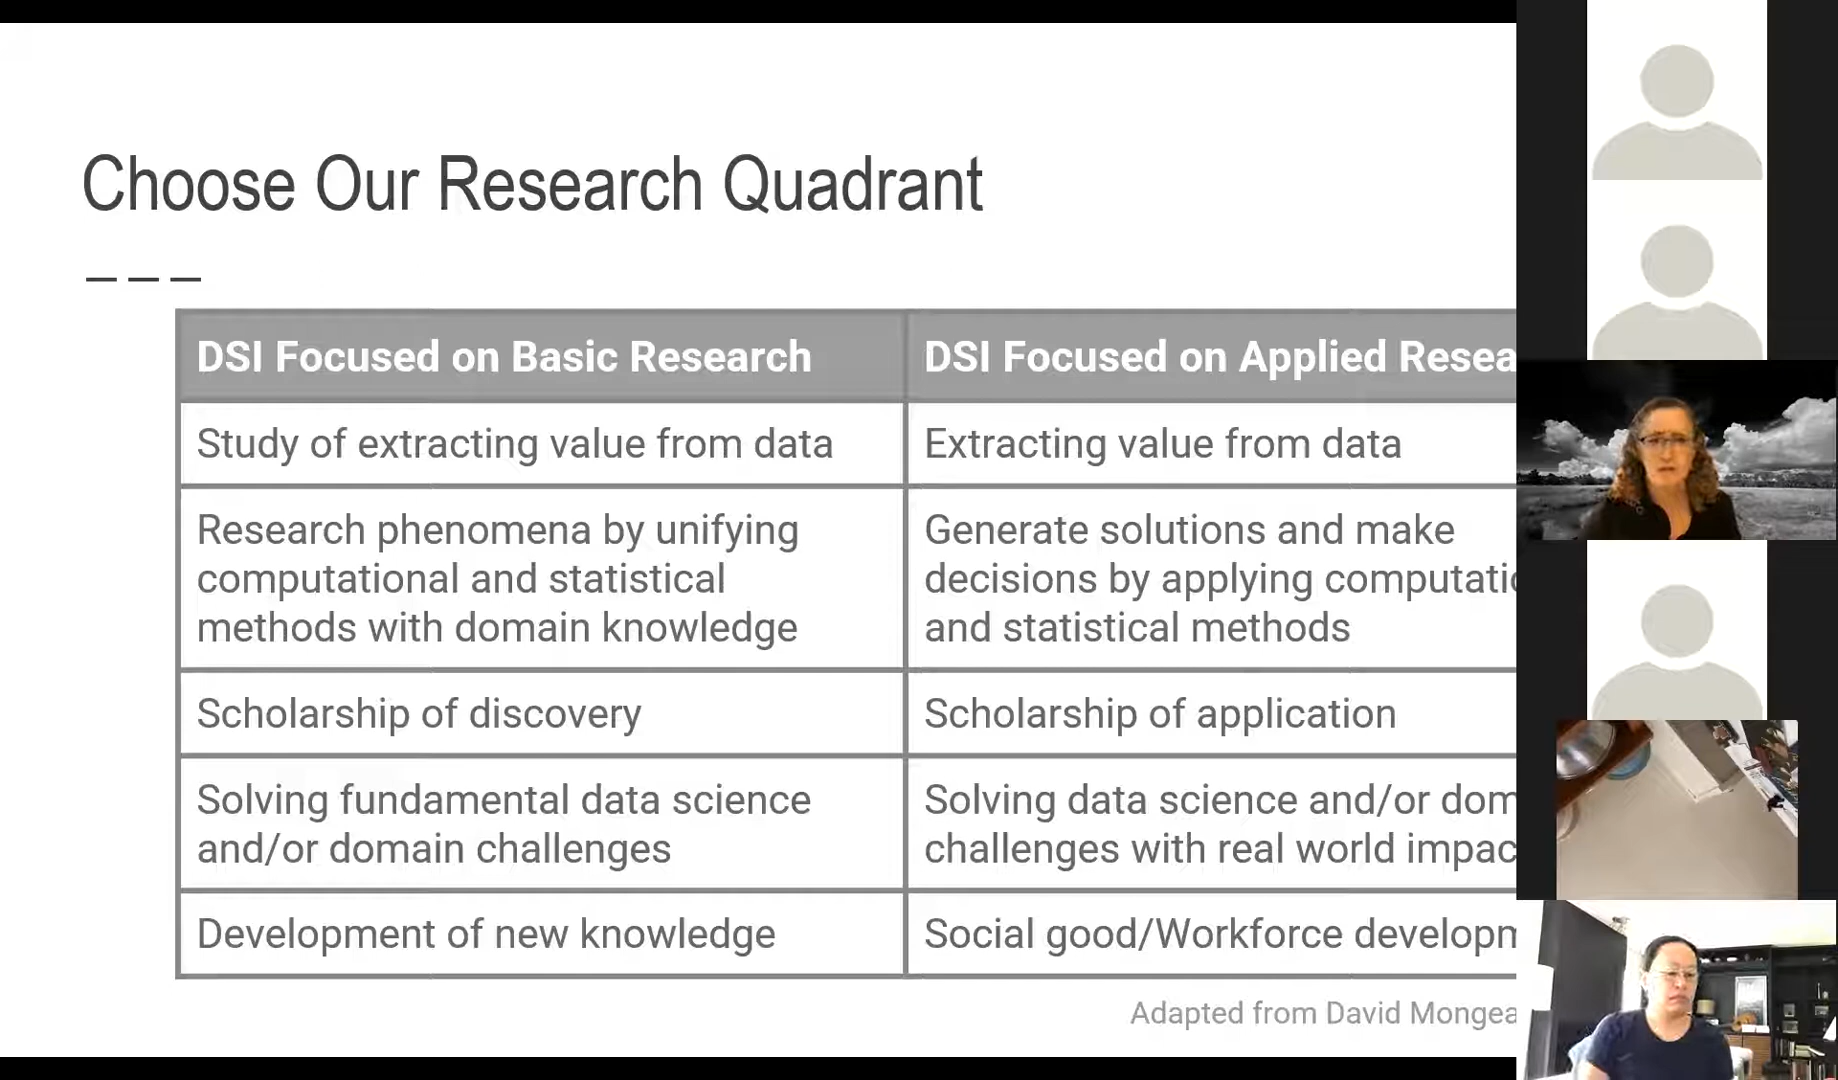 Choose Our Research Quadrant
DSI Focused on Basic Research
DSI Focused on Applied Resea
Study of extracting value from data
Extracting value from data
Research phenomena by unifying
computational and statistical
methods with domain knowledge
Generate solutions and make
decisions by applying computati
and statistical methods
Scholarship of discovery
Scholarship of application
Solving fundamental data science
and/or domain challenges
Solving data science and/or dom
challenges with real world impac
Development of new knowledge
Social good/Workforce develop
Adapted from David Mongea